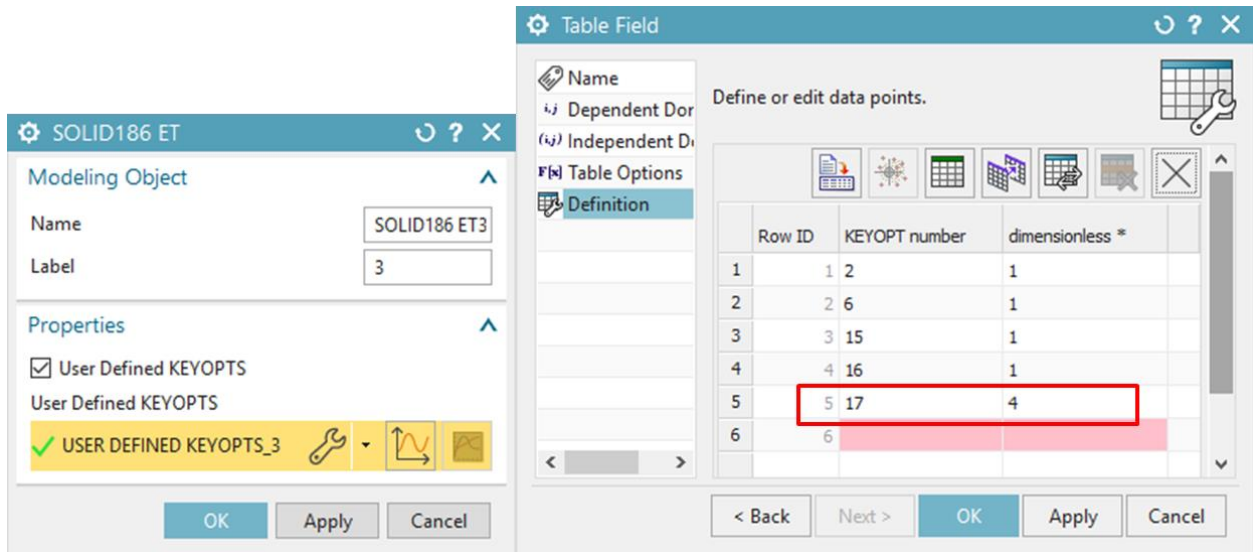 SOLID186 ET
Modeling Object
Name SOLID186 ET3
Label 3
Properties
User Defined KEYOPTS
User Defined KEYOPTS
USER DEFINED KEYOPTS_3
OK Apply Cancel
Table Field
Name
i,j Dependent Dor
(i,j) Independent D
F[x] Table Options
Definition
Define or edit data points.
Row ID KEYOPT number dimensionless *
1 1 2 1
2 2 6 1
3 3 15 1
4 4 16 1
5 5 17 4
6 6
< Back Next > OK Apply Cancel